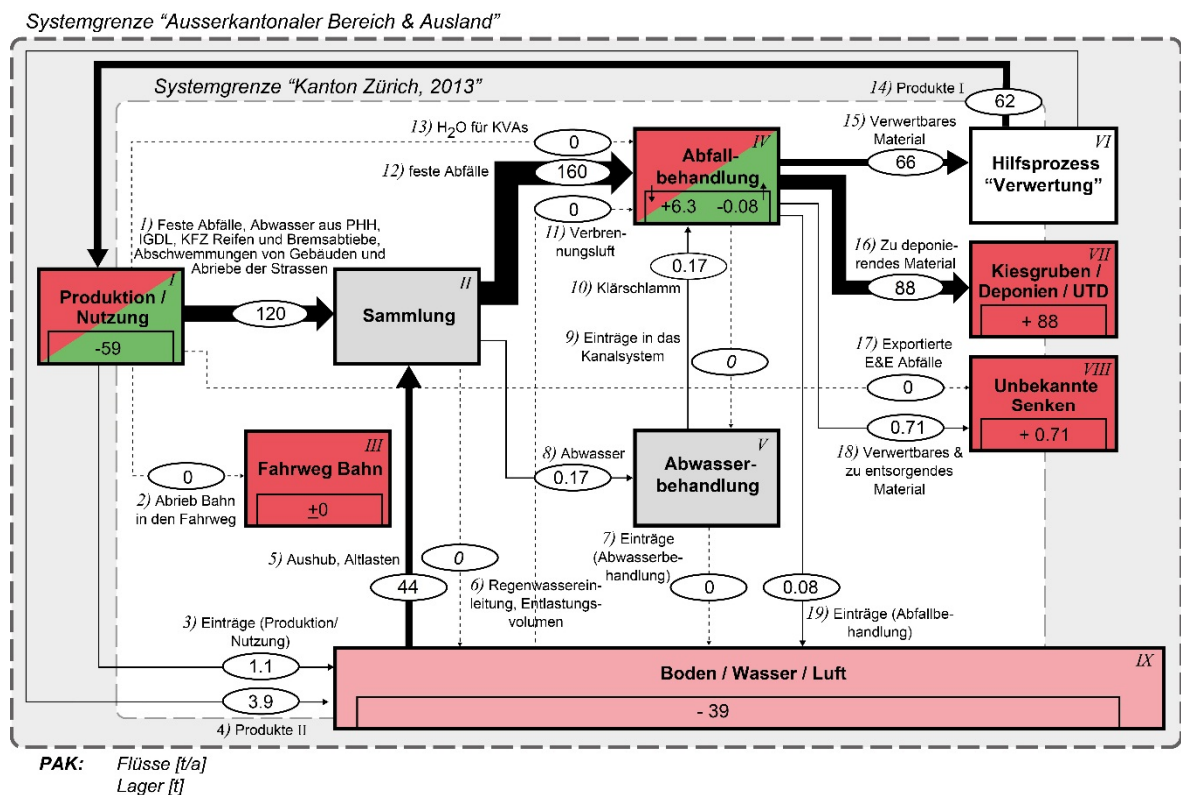 Systemgrenze “Ausserkantonaler Bereich & Ausland”
Systemgrenze “Kanton Zürich, 2013”
14) Produkte I
62
13) H₂O für KVAs
0
12) feste Abfälle
160
IV
Abfall-
behandlung
+6.3 -0.08
15) Verwertbares
Material
66
VI
Hilfsprozess
“Verwertung”
1) Feste Abfälle, Abwasser aus PHH,
IGDL, KFZ Reifen und Bremsabtiebe,
Abschwemmungen von Gebäuden und
Abriebe der Strassen
0
11) Verbren-
nungsluft
I
Produktion /
Nutzung
-59
120
II
Sammlung
0.17
10) Klärschlamm
16) Zu deponie-
rendes Material
88
VII
Kiesgruben /
Deponien / UTD
+ 88
9) Einträge in das
Kanalsystem
0
17) Exportierte
E&E Abfälle
0
VIII
Unbekannte
Senken
+ 0.71
0.71
18) Verwertbares &
zu entsorgendes
Material
III
Fahrweg Bahn
±0
0
2) Abrieb Bahn
in den Fahrweg
8) Abwasser
0.17
V
Abwasser-
behandlung
7) Einträge
(Abwasserbe-
handlung)
0
5) Aushub, Altlasten
44
0
6) Regenwasserein-
leitung, Entlastungs-
volumen
0.08
19) Einträge (Abfallbe-
handlung)
3) Einträge (Produktion/
Nutzung)
1.1
3.9
4) Produkte II
IX
Boden / Wasser / Luft
- 39
PAK: Flüsse [t/a]
Lager [t]